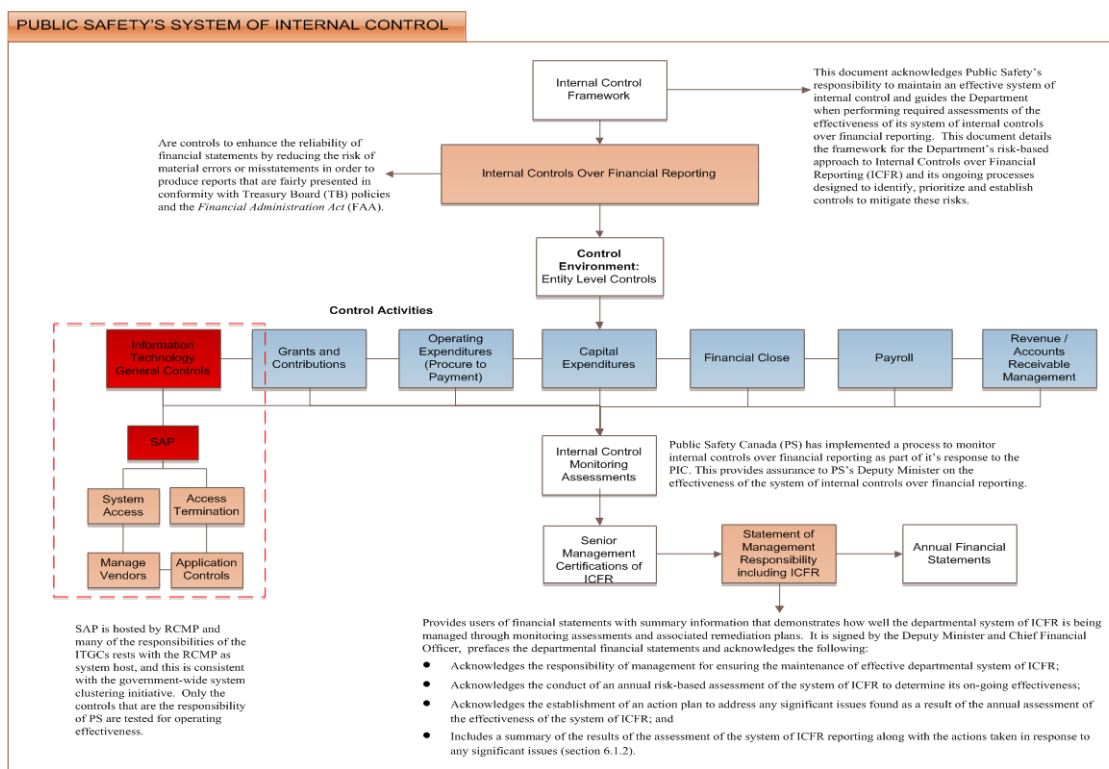 PUBLIC SAFETY'S SYSTEM OF INTERNAL CONTROL
Internal Control
Framework
This document acknowledges Public Safety's
responsibility to maintain an effective system of
internal control and guides the Department
when performing required assessments of the
effectiveness of its system of internal controls
over financial reporting.  This document details
the framework for the Department's risk-based
approach to Internal Controls over Financial
Reporting (ICFR) and its ongoing processes
designed to identify, prioritize and establish
controls to mitigate these risks.
Are controls to enhance the reliability of
financial statements by reducing the risk of
material errors or misstatements in order to
produce reports that are fairly presented in
conformity with Treasury Board (TB) policies
and the Financial Administration Act (FAA).
Internal Controls Over Financial Reporting
Control
Environment:
Entity Level Controls
Control Activities
Information
Technology
General Controls
Grants and
Contributions
Operating
Expenditures
(Procure to
Payment)
Capital
Expenditures
Financial Close
Payroll
Revenue /
Accounts
Receivable
Management
SAP
System
Access
Access
Termination
Manage
Vendors
Application
Controls
Internal Control
Monitoring
Assessments
Public Safety Canada (PS) has implemented a process to monitor
internal controls over financial reporting as part of it's response to the
PIC. This provides assurance to PS's Deputy Minister on the
effectiveness of the system of internal controls over financial reporting.
Senior
Management
Certifications of
ICFR
Statement of
Management
Responsibility
including ICFR
Annual Financial
Statements
SAP is hosted by RCMP and
many of the responsibilities of the
ITGCs rests with the RCMP as
system host, and this is consistent
with the government-wide system
clustering initiative.  Only the
controls that are the responsibility
of PS are tested for operating
effectiveness.
Provides users of financial statements with summary information that demonstrates how well the departmental system of ICFR is being
managed through monitoring assessments and associated remediation plans.  It is signed by the Deputy Minister and Chief Financial
Officer,  prefaces the departmental financial statements and acknowledges the following:
● Acknowledges the responsibility of management for ensuring the maintenance of effective departmental system of ICFR;
● Acknowledges the conduct of an annual risk-based assessment of the system of ICFR to determine its on-going effectiveness;
● Acknowledges the establishment of an action plan to address any significant issues found as a result of the annual assessment
of the effectiveness of the system of ICFR; and
● Includes a summary of the results of the assessment of the system of ICFR reporting along with the actions taken in response to
any significant issues (section 6.1.2).